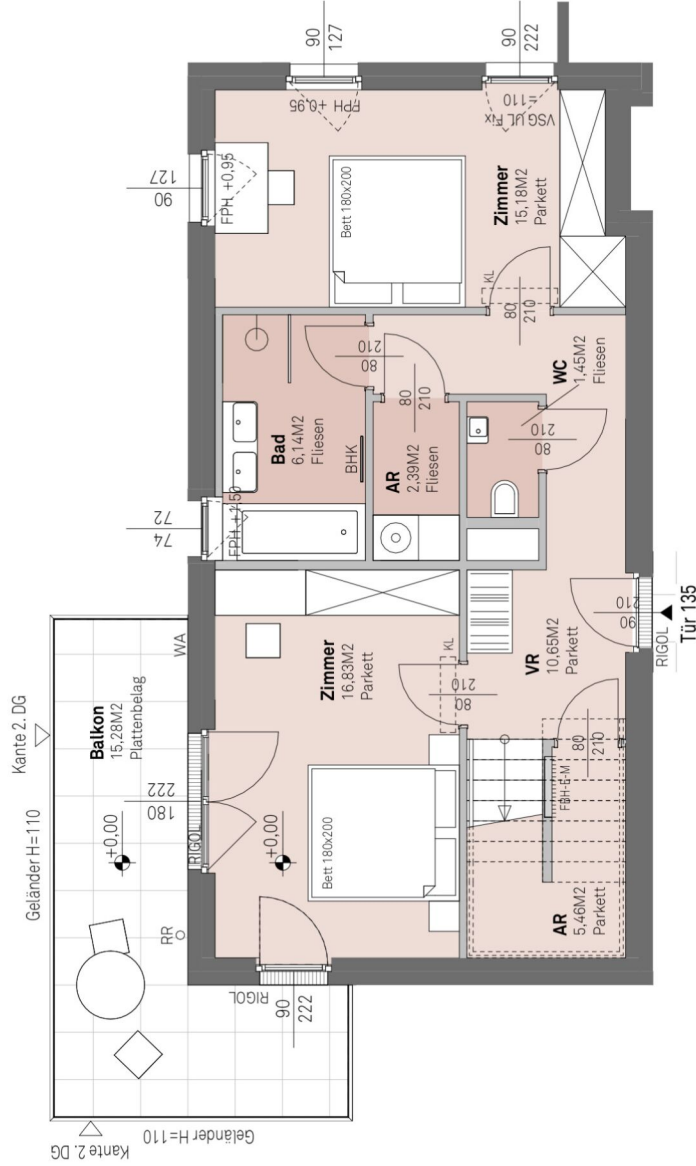 90
127
90
222
FPH +0,95
VSG UL Fix
=110
90
127
FPH +0,95
Bett 180x200
Zimmer
15,18M2
Parkett
KL
80
210
80
210
Bad
6,14M2
Fliesen
BHK
80
210
AR
2,39M2
Fliesen
WC
1,45M2
Fliesen
80
210
74
72
FPH +1,50
WA
Balkon
15,28M2
Plattenbelag
Kante 2. DG
Geländer H=110
+0,00
180
222
RIGOL
+0,00
Zimmer
16,83M2
Parkett
KL
80
210
VR
10,65M2
Parkett
90
210
RIGOL
Tür 135
80
210
FBH-E-M
Bett 180x200
AR
5,46M2
Parkett
RR
RIGOL
90
222
Geländer H=110
Kante 2. DG